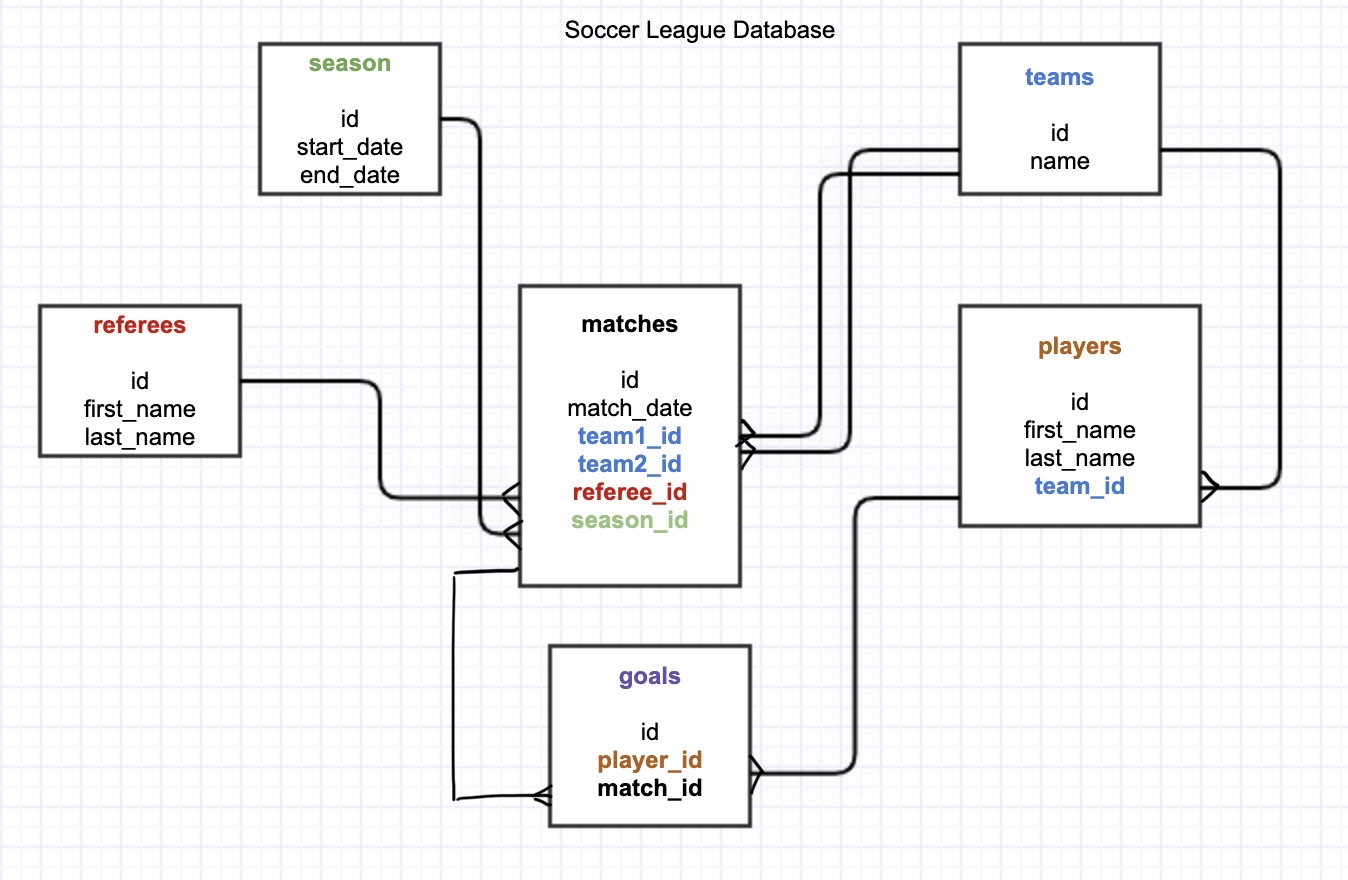 Soccer League Database
season
id
start_date
end_date
teams
id
name
referees
id
first_name
last_name
matches
id
match_date
team1_id
team2_id
referee_id
season_id
players
id
first_name
last_name
team_id
goals
id
player_id
match_id